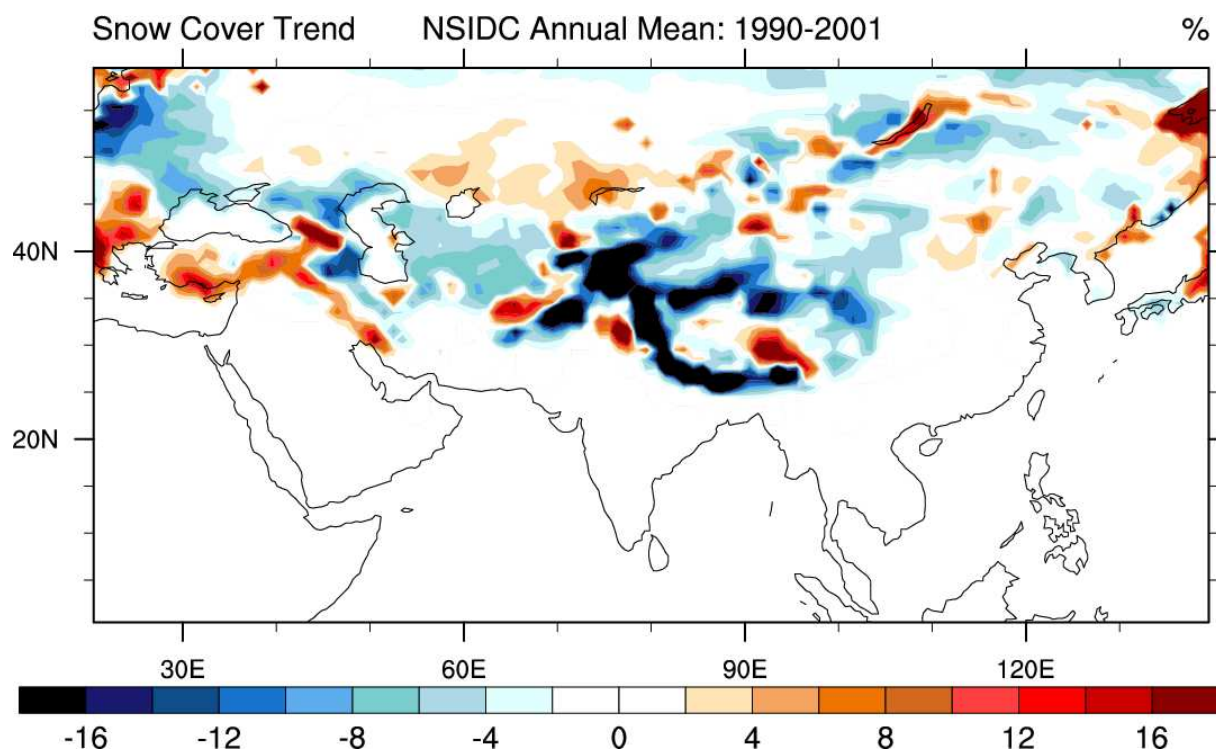 Snow Cover Trend NSIDC Annual Mean: 1990-2001 %
40N
20N
30E 60E 90E 120E
-16 -12 -8 -4 0 4 8 12 16